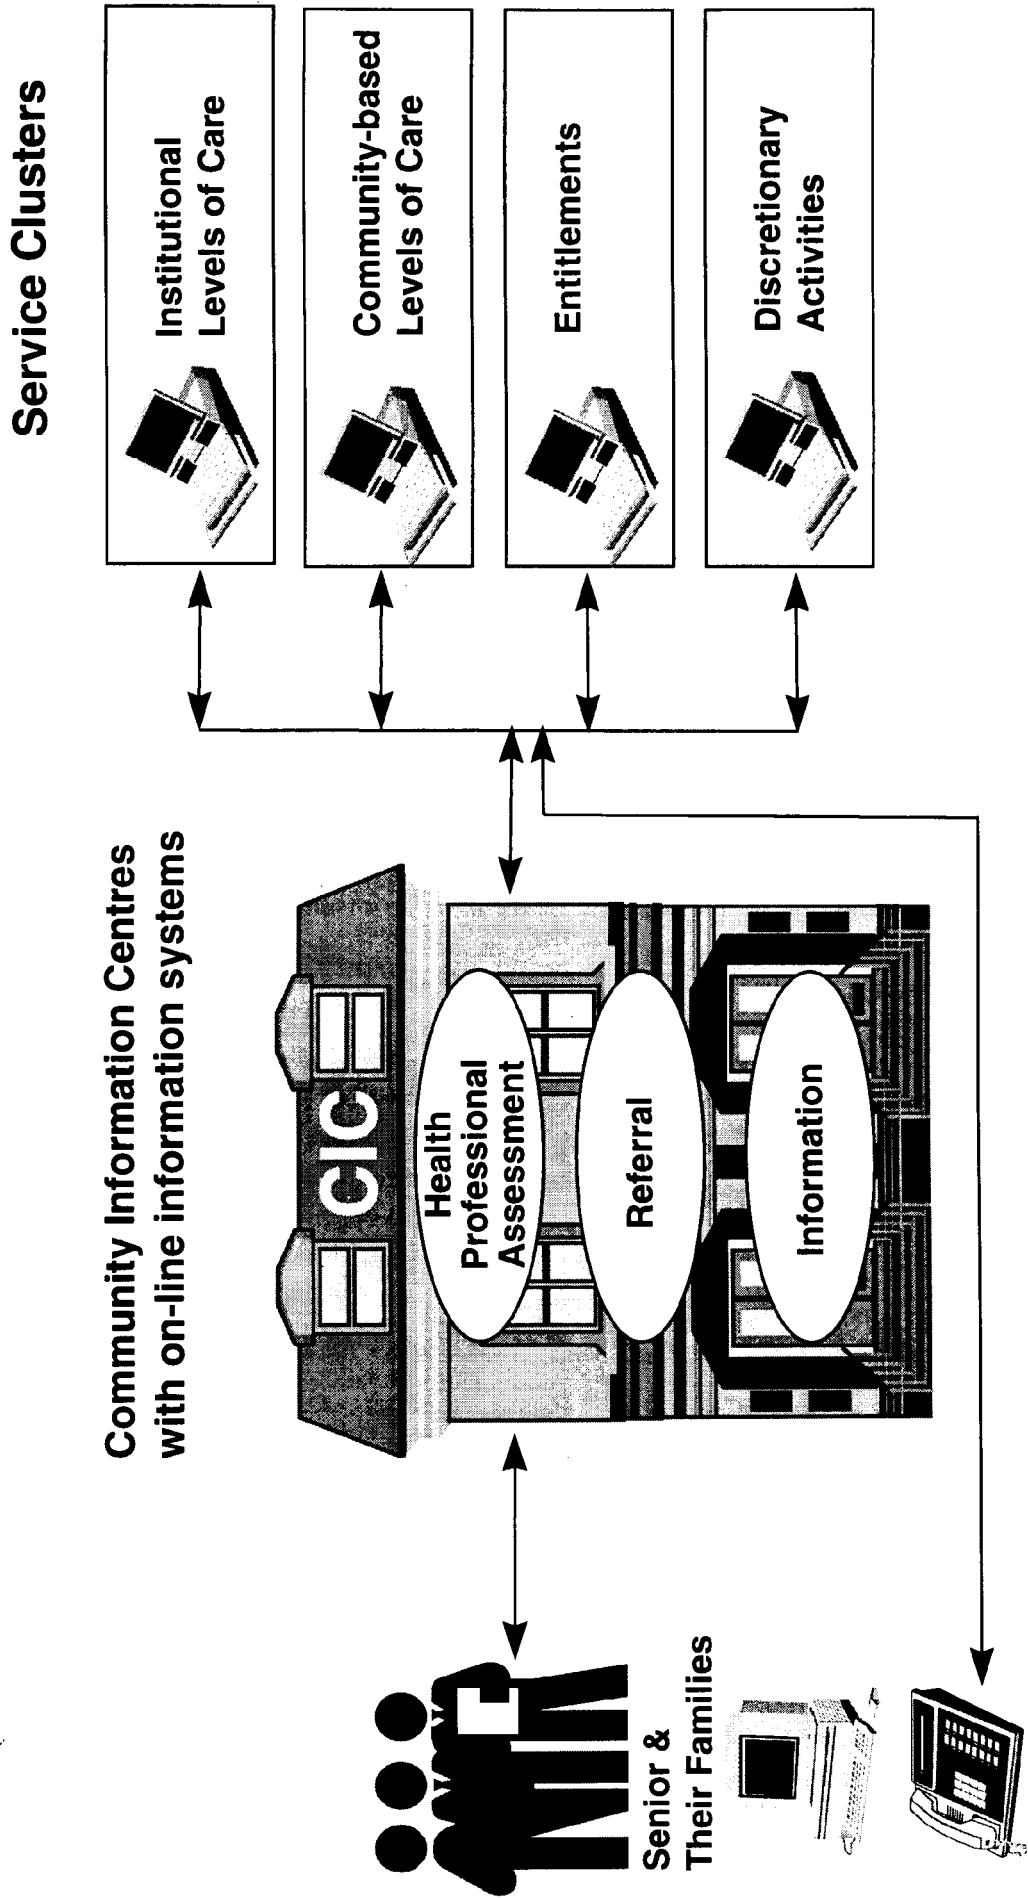 Service Clusters
Community Information Centres
with on-line information systems
CIC
Health
Professional
Assessment
Referral
Information
Senior &
Their Families
Institutional
Levels of Care
Community-based
Levels of Care
Entitlements
Discretionary
Activities